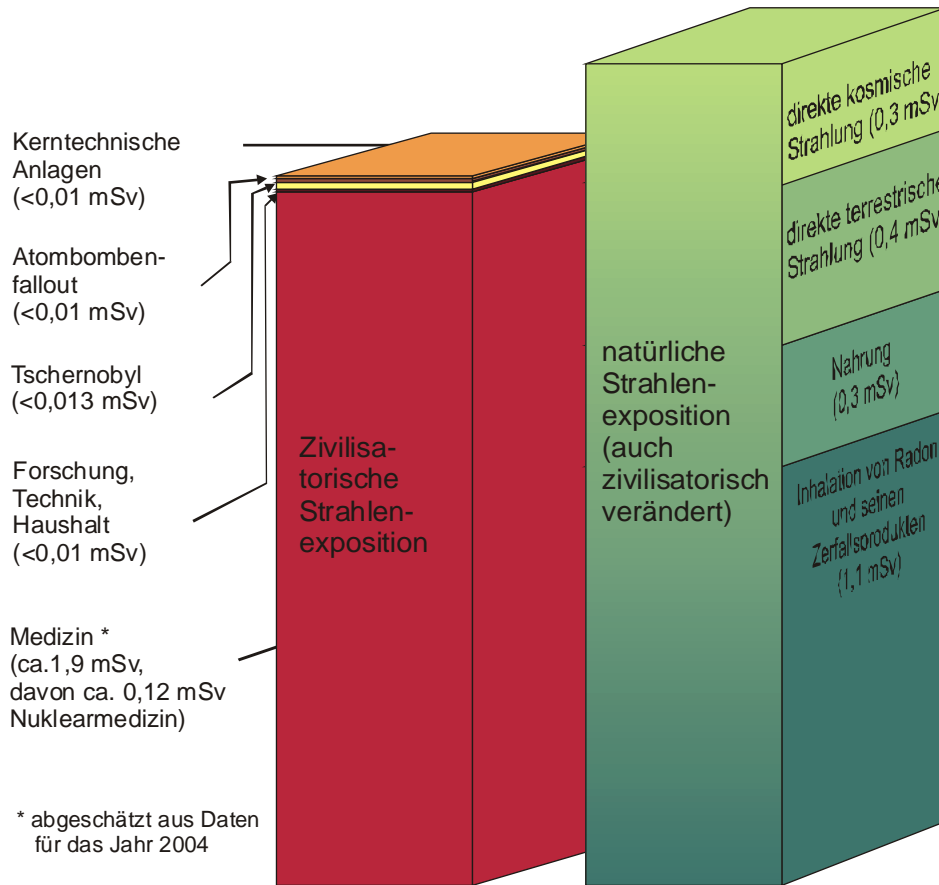 Kerntechnische
Anlagen
(<0,01 mSv)
Atombomben-
fallout
(<0,01 mSv)
Tschernobyl
(<0,013 mSv)
Forschung,
Technik,
Haushalt
(<0,01 mSv)
Medizin *
(ca.1,9 mSv,
davon ca. 0,12 mSv
Nuklearmedizin)
* abgeschätzt aus Daten
für das Jahr 2004
Zivilisa-
torische
Strahlen-
exposition
natürliche
Strahlen-
exposition
(auch
zivilisatorisch
verändert)
direkte kosmische
Strahlung (0,3 mSv
direkte terrestrische
Strahlung (0,4 mSv
Nahrung
(0,3 mSv)
Inhalation von Radon
und seinen
Zerfallsprodukten
(1,1 mSv)